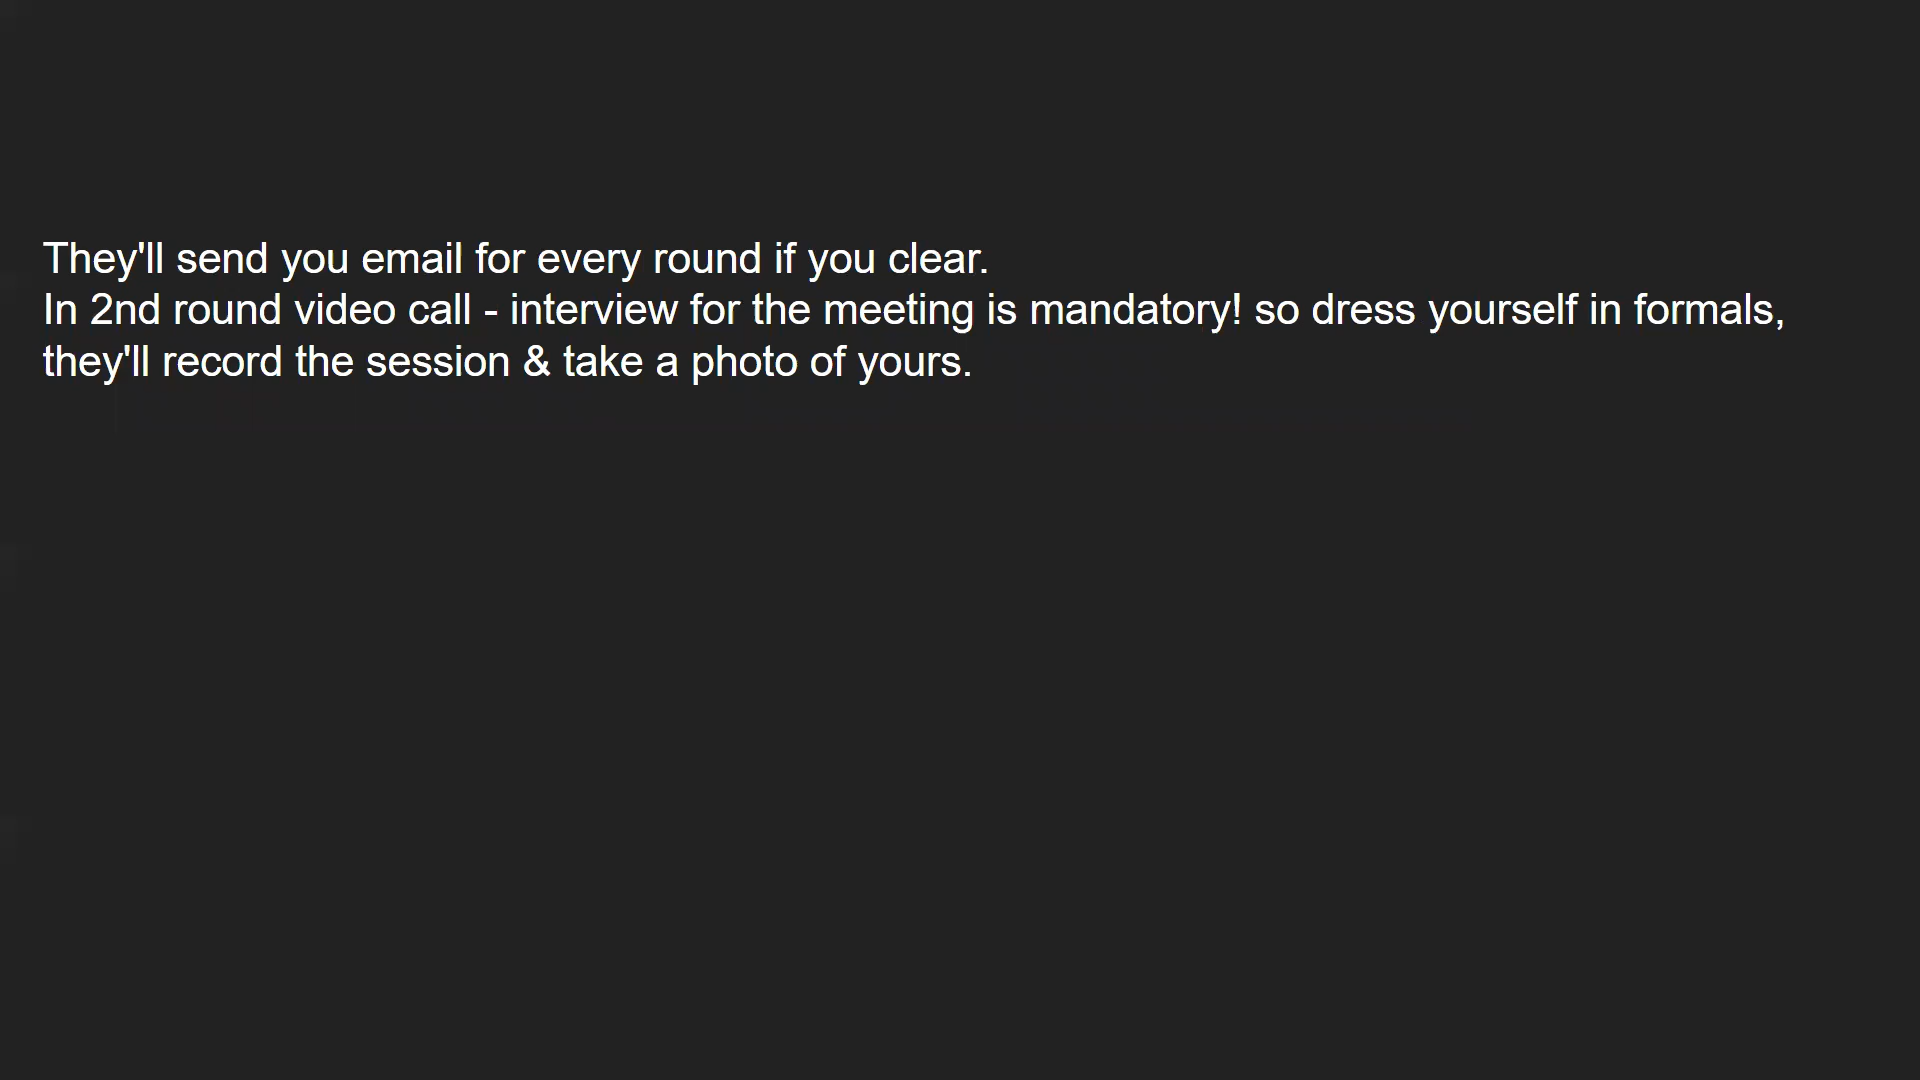 They'll send you email for every round if you clear.
In 2nd round video call - interview for the meeting is mandatory! so dress yourself in formals,
they'll record the session & take a photo of yours.